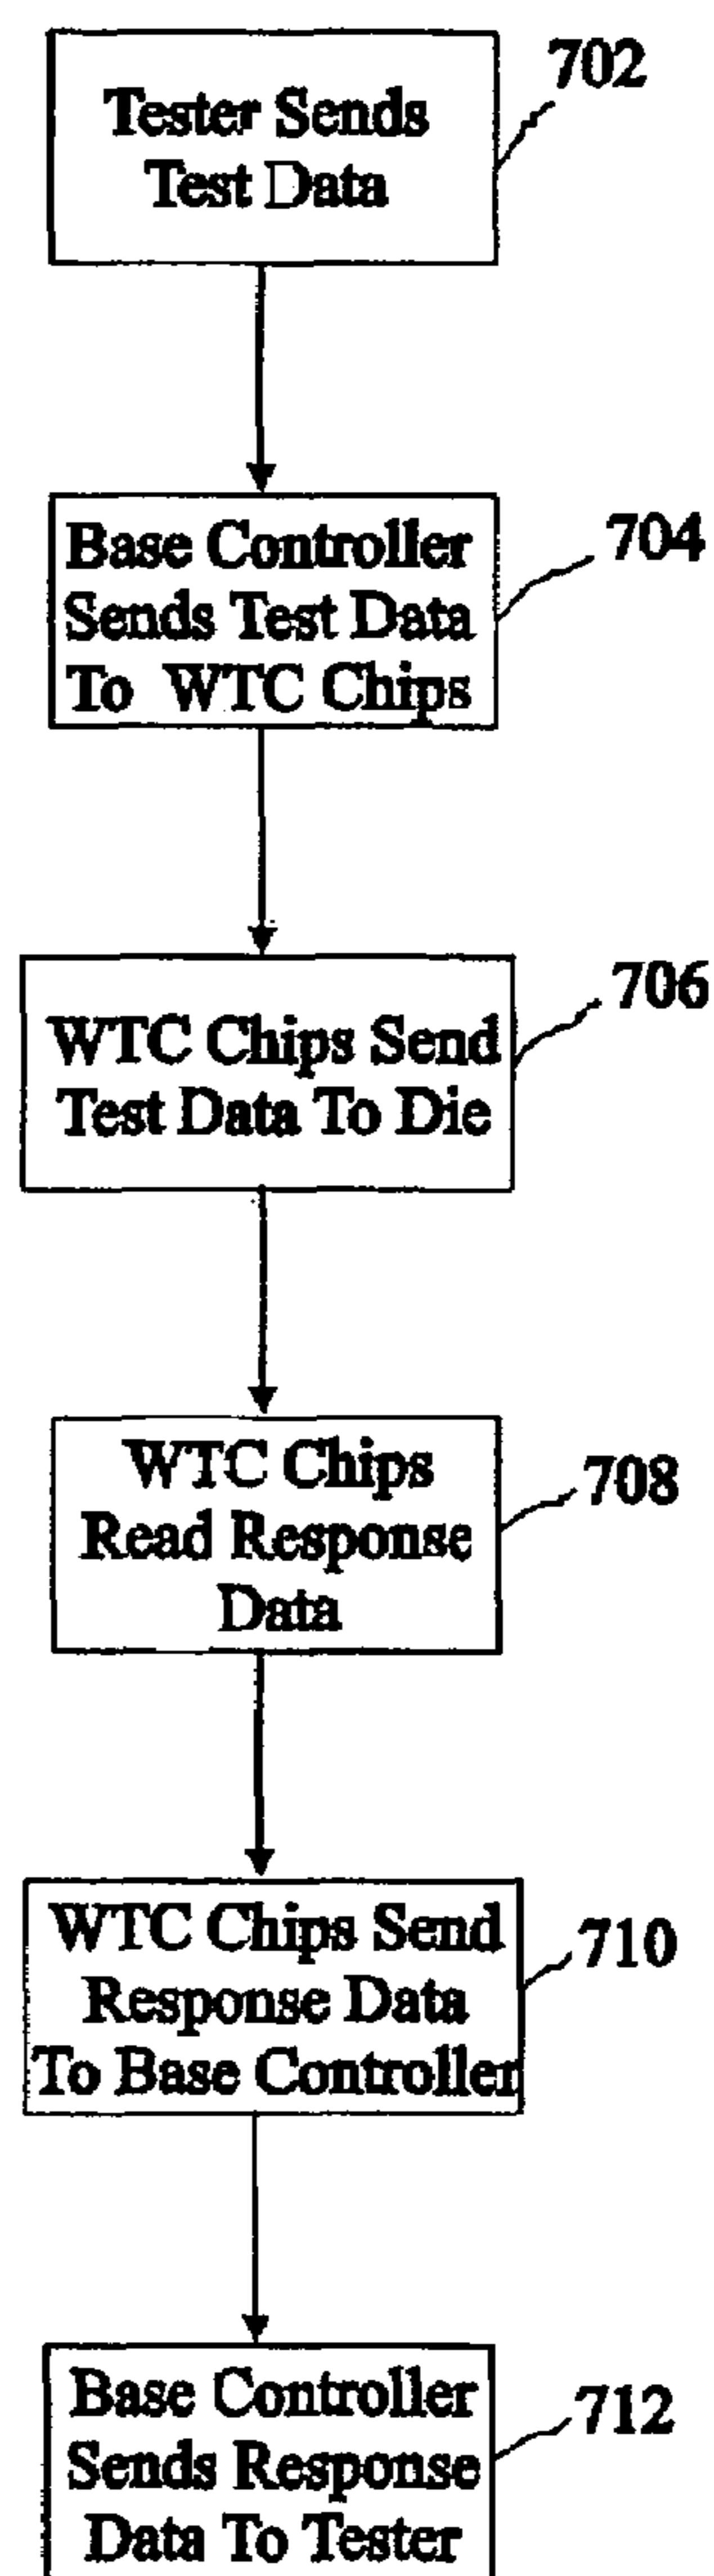 Tester Sends
Test Data
702
Base Controller
Sends Test Data
To WTC Chips
704
WTC Chips Send
Test Data To Die
706
WTC Chips
Read Response
Data
708
WTC Chips Send
Response Data
To Base Controller
710
Base Controller
Sends Response
Data To Tester
712